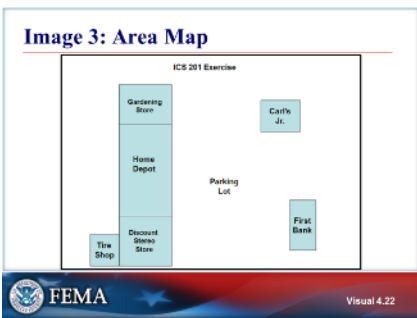 Image 3: Area Map
ICS 201 Exercise
Gardening
Store
Carl's
Jr.
Home
Depot
Parking
Lot
First
Bank
Discount
Stereo
Store
Tire
Shop
FEMA
Visual 4.22